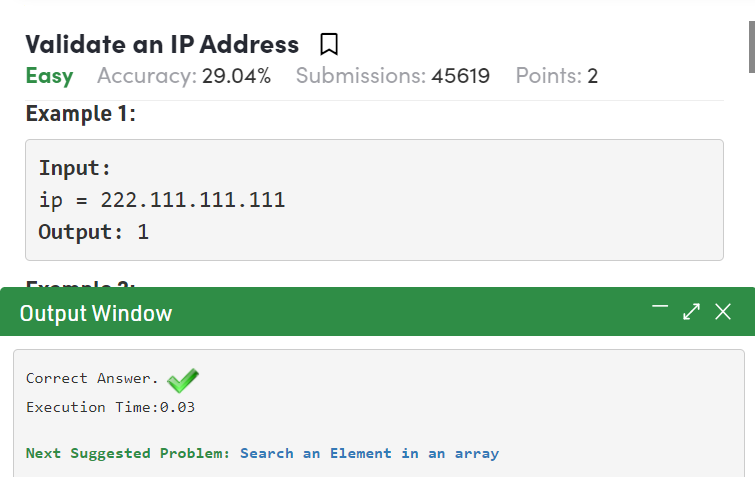 Validate an IP Address
Easy Accuracy: 29.04% Submissions: 45619 Points: 2
Example 1:
Input:
ip = 222.111.111.111
Output: 1
Example 2:
Output Window
Correct Answer.
Execution Time:0.03
Next Suggested Problem: Search an Element in an array